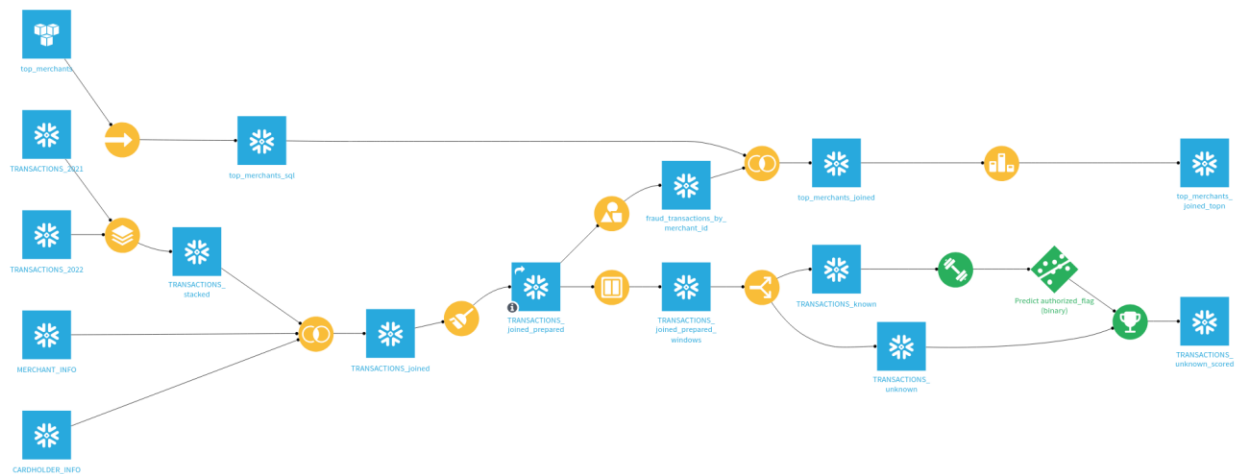 top_merchants
TRANSACTIONS_2021
top_merchants_sql
top_merchants_joined
top_merchants_
joined_topn
fraud_transactions_by_
merchant_id
TRANSACTIONS_2022
TRANSACTIONS_
stacked
TRANSACTIONS_known
Predict authorized_flag
(binary)
TRANSACTIONS_
joined_prepared
TRANSACTIONS_
joined_prepared_
windows
MERCHANT_INFO
TRANSACTIONS_joined
TRANSACTIONS_
unknown
TRANSACTIONS_
unknown_scored
CARDHOLDER_INFO